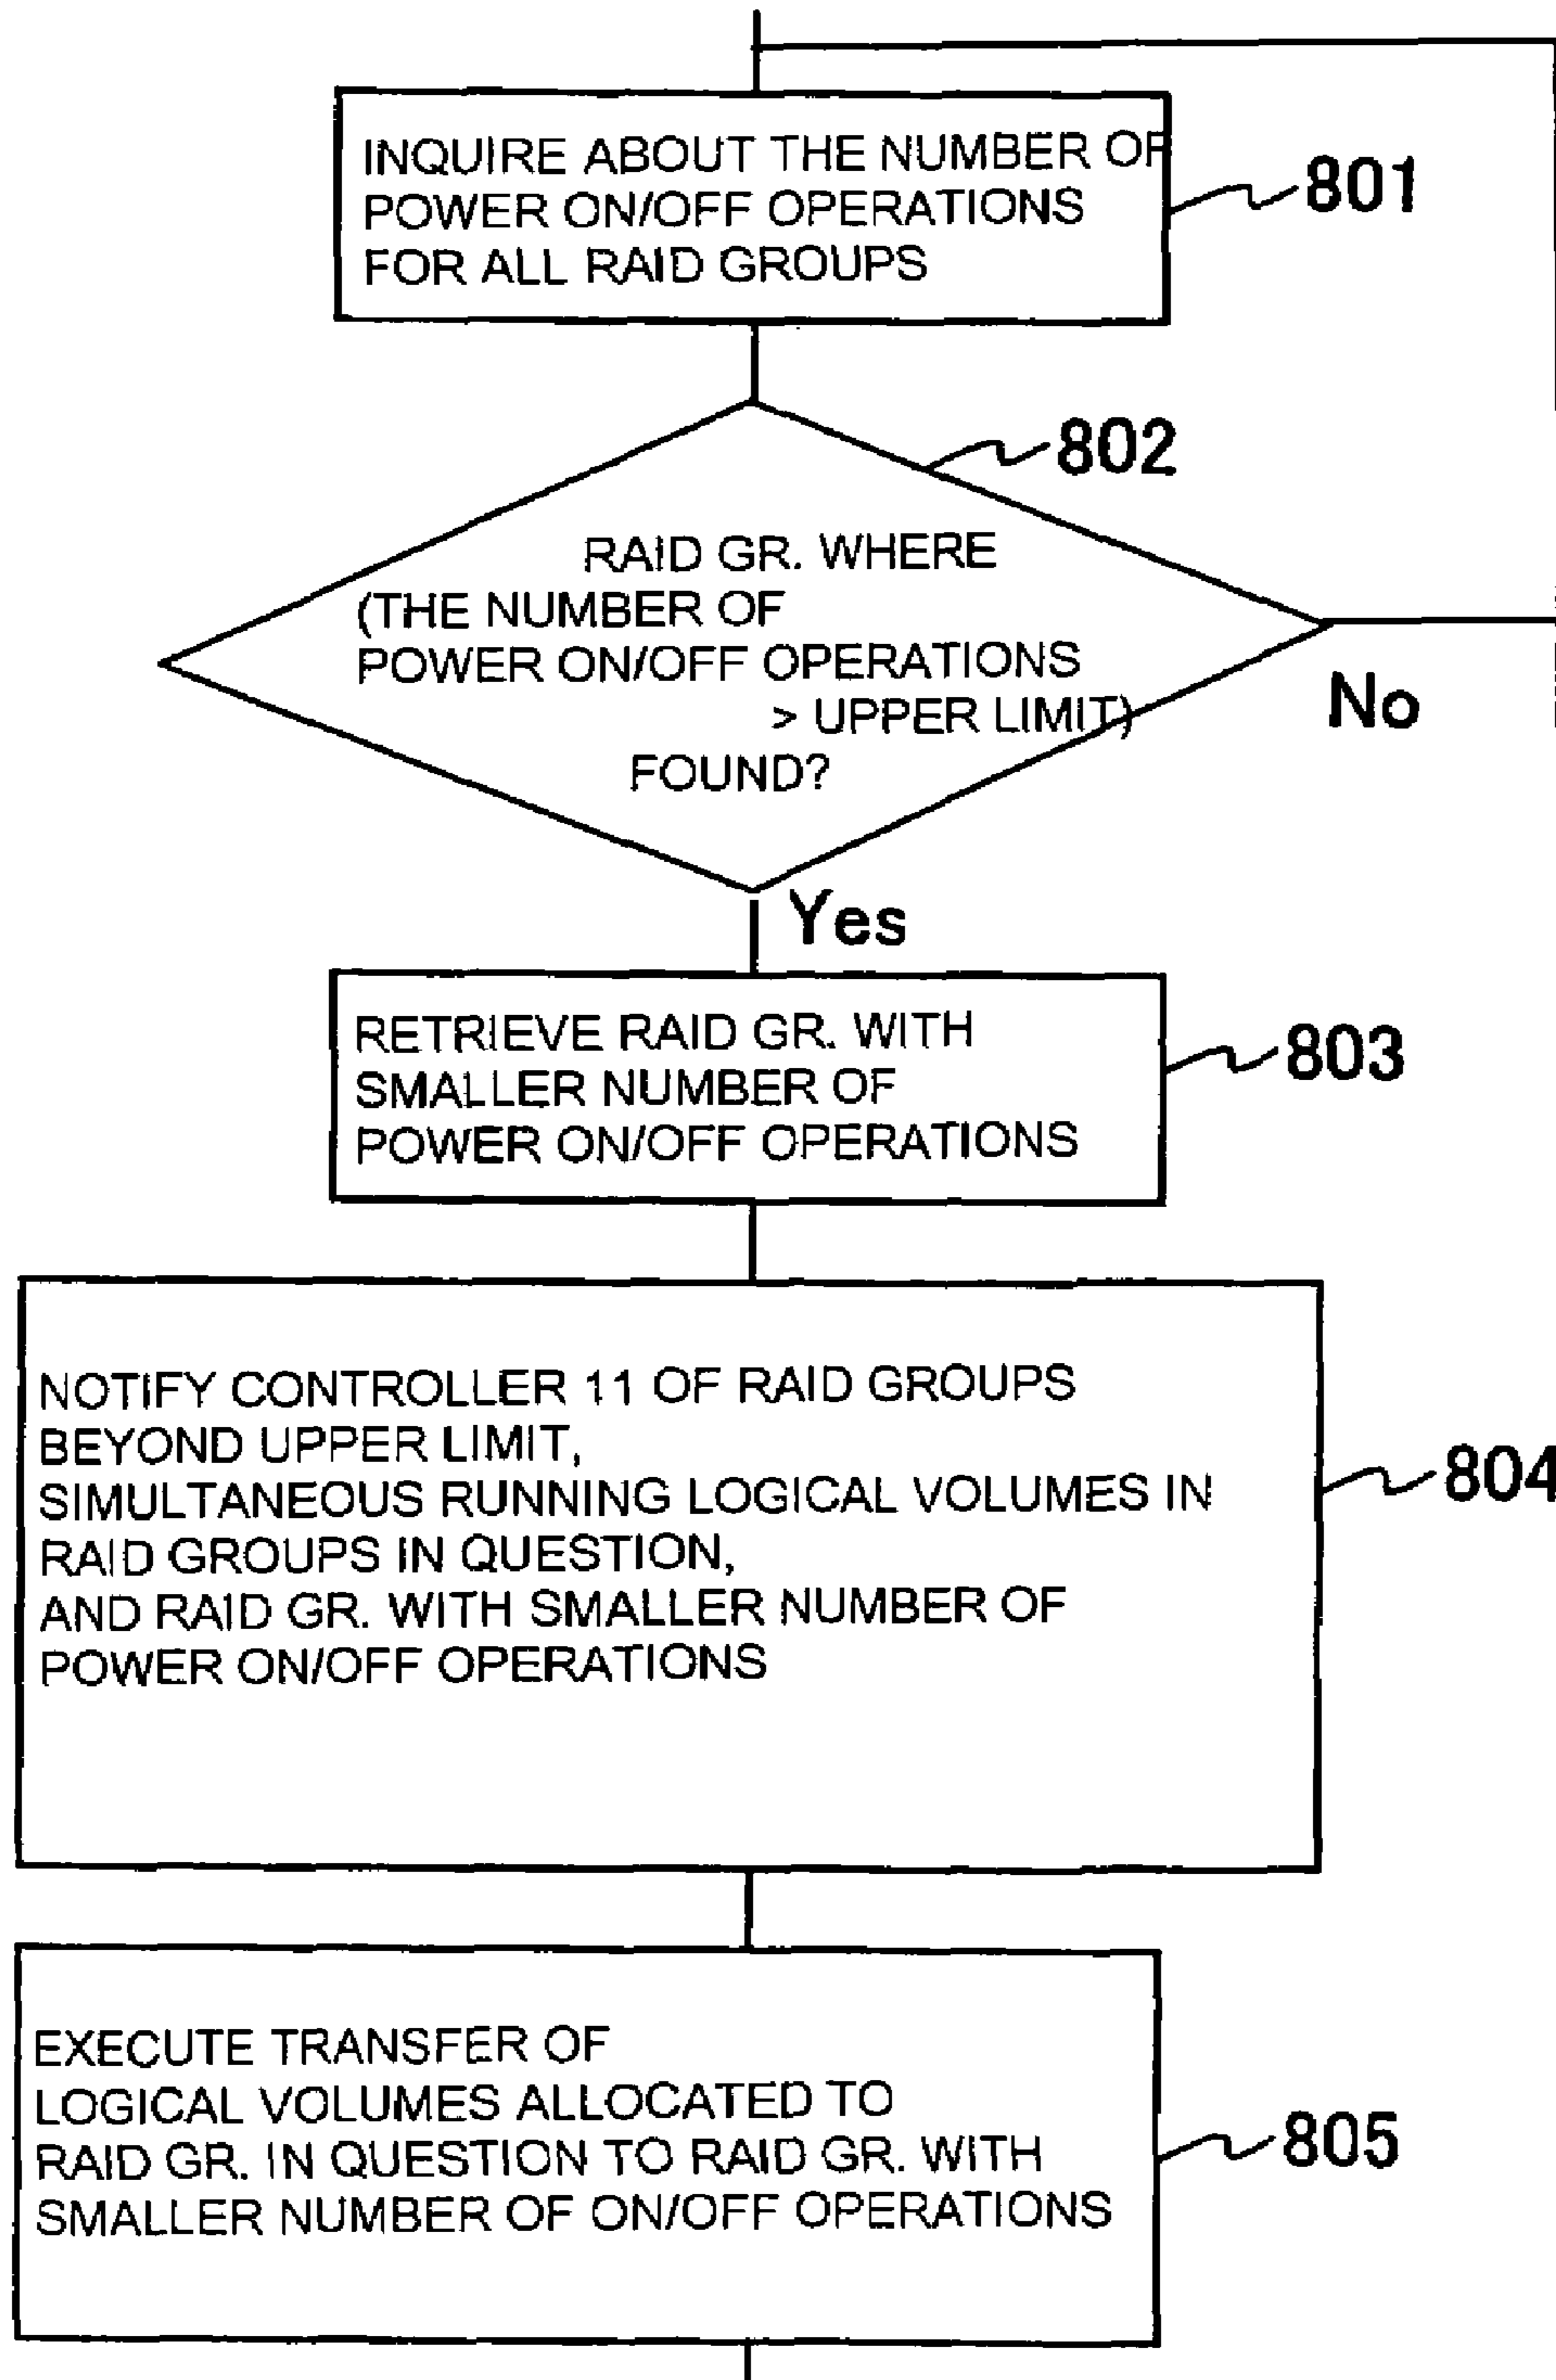 INQUIRE ABOUT THE NUMBER OF
POWER ON/OFF OPERATIONS
FOR ALL RAID GROUPS
801
802
RAID GR. WHERE
(THE NUMBER OF
POWER ON/OFF OPERATIONS
> UPPER LIMIT)
FOUND?
No
Yes
RETRIEVE RAID GR. WITH
SMALLER NUMBER OF
POWER ON/OFF OPERATIONS
803
NOTIFY CONTROLLER 11 OF RAID GROUPS
BEYOND UPPER LIMIT,
SIMULTANEOUS RUNNING LOGICAL VOLUMES IN
RAID GROUPS IN QUESTION,
AND RAID GR. WITH SMALLER NUMBER OF
POWER ON/OFF OPERATIONS
804
EXECUTE TRANSFER OF
LOGICAL VOLUMES ALLOCATED TO
RAID GR. IN QUESTION TO RAID GR. WITH
SMALLER NUMBER OF ON/OFF OPERATIONS
805